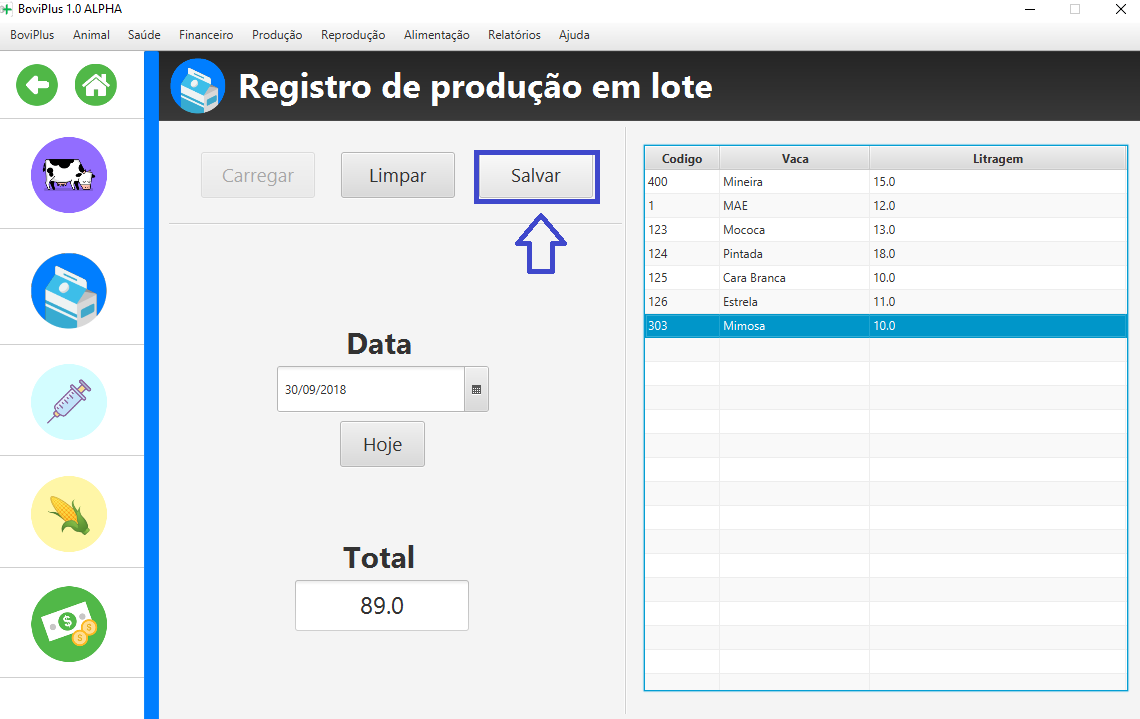 BoviPlus 1.0 ALPHA
BoviPlus Animal Saúde Financeiro Produção Reprodução Alimentação Relatórios Ajuda
Registro de produção em lote
Carregar Limpar Salvar
Data
30/09/2018
Hoje
Total
89.0
Codigo Vaca Litragem
400 Mineira 15.0
1 MAE 12.0
123 Mococa 13.0
124 Pintada 18.0
125 Cara Branca 10.0
126 Estrela 11.0
303 Mimosa 10.0